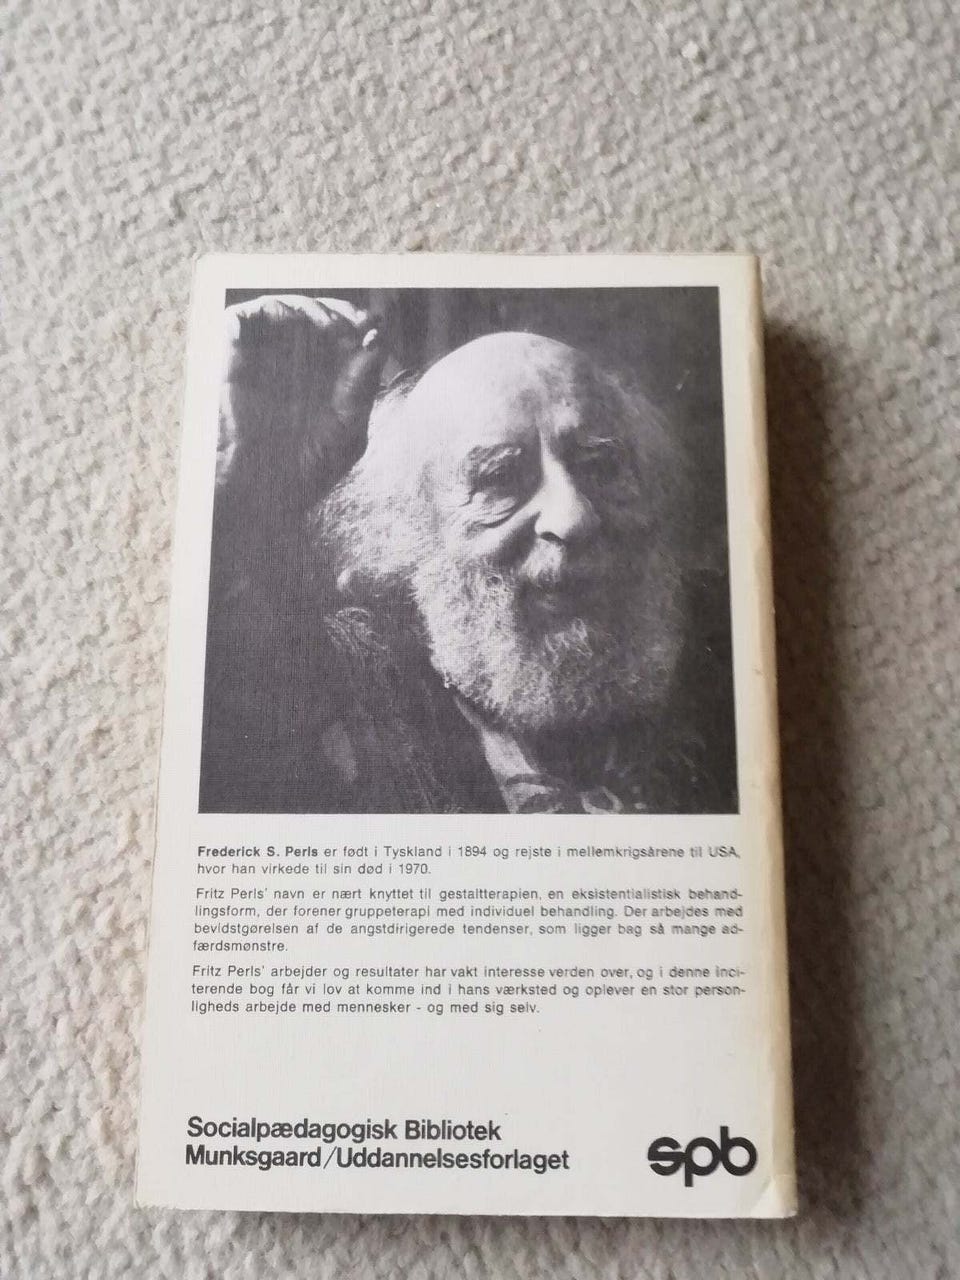 Frederick S. Perls er født i Tyskland i 1894 og rejste i mellemkrigsårene til USA,
hvor han virkede til sin død i 1970.
Fritz Perls' navn er nært knyttet til gestaltterapien, en eksistentialistisk behand-
lingsform, der forener gruppeterapi med individuel behandling. Der arbejdes med
bevidstgørelsen af de angstdirigerede tendenser, som ligger bag så mange ad-
færdsmønstre.
Fritz Perls' arbejder og resultater har vakt interesse verden over, og i denne inci-
terende bog får vi lov at komme ind i hans værksted og oplever en stor person-
ligheds arbejde med mennesker - og med sig selv.
Socialpædagogisk Bibliotek
Munksgaard/Uddannelsesforlaget
spb